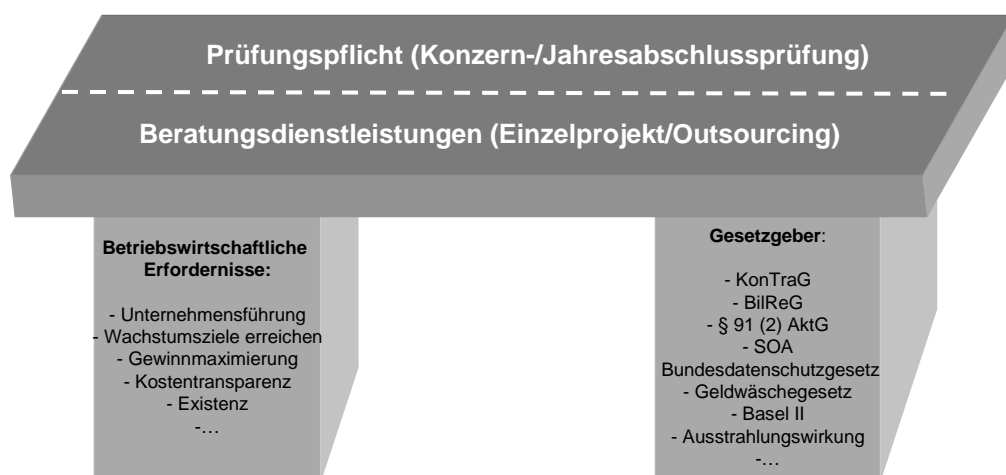 Prüfungspflicht (Konzern-/Jahresabschlussprüfung)
Beratungsdienstleistungen (Einzelprojekt/Outsourcing)
Betriebswirtschaftliche
Erfordernisse:
- Unternehmensführung
- Wachstumsziele erreichen
- Gewinnmaximierung
- Kostentransparenz
- Existenz
-…
Gesetzgeber:
- KonTraG
- BilReG
- § 91 (2) AktG
- SOA
Bundesdatenschutzgesetz
- Geldwäschegesetz
- Basel II
- Ausstrahlungswirkung
-…